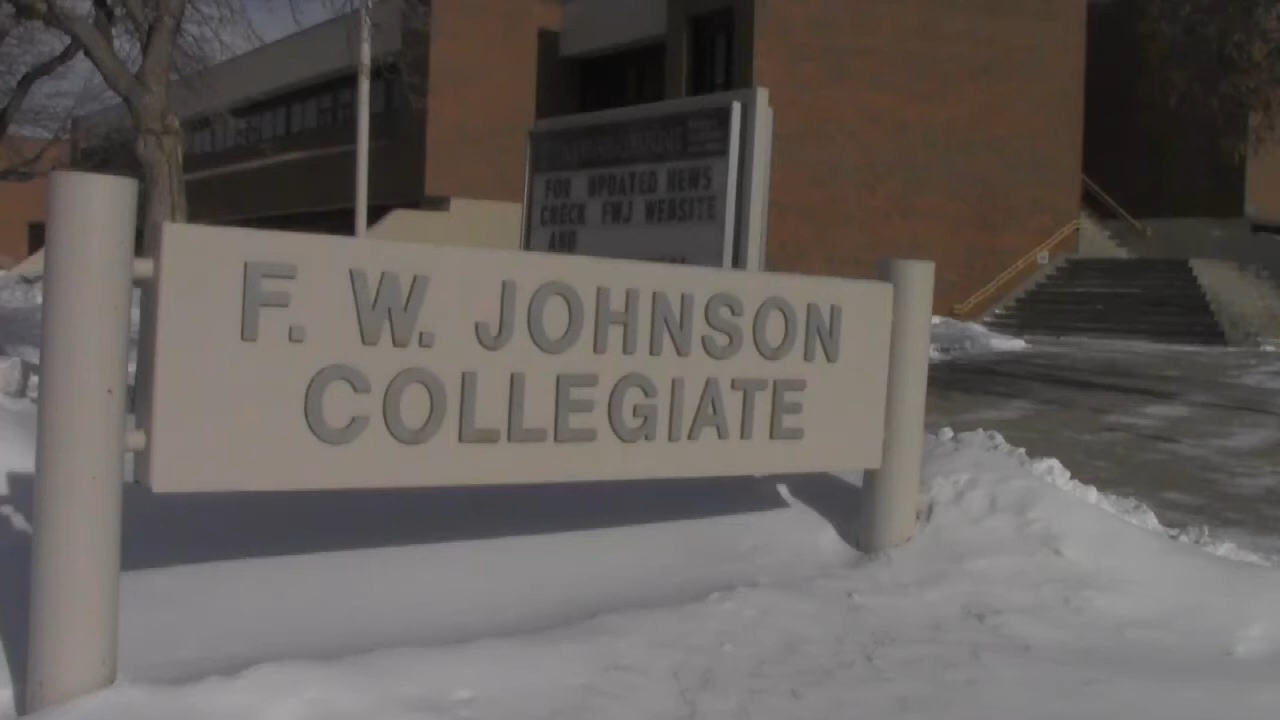 FOR UPDATED NEWS
CHECK FWJ WEBSITE
AND
F. W. JOHNSON
COLLEGIATE